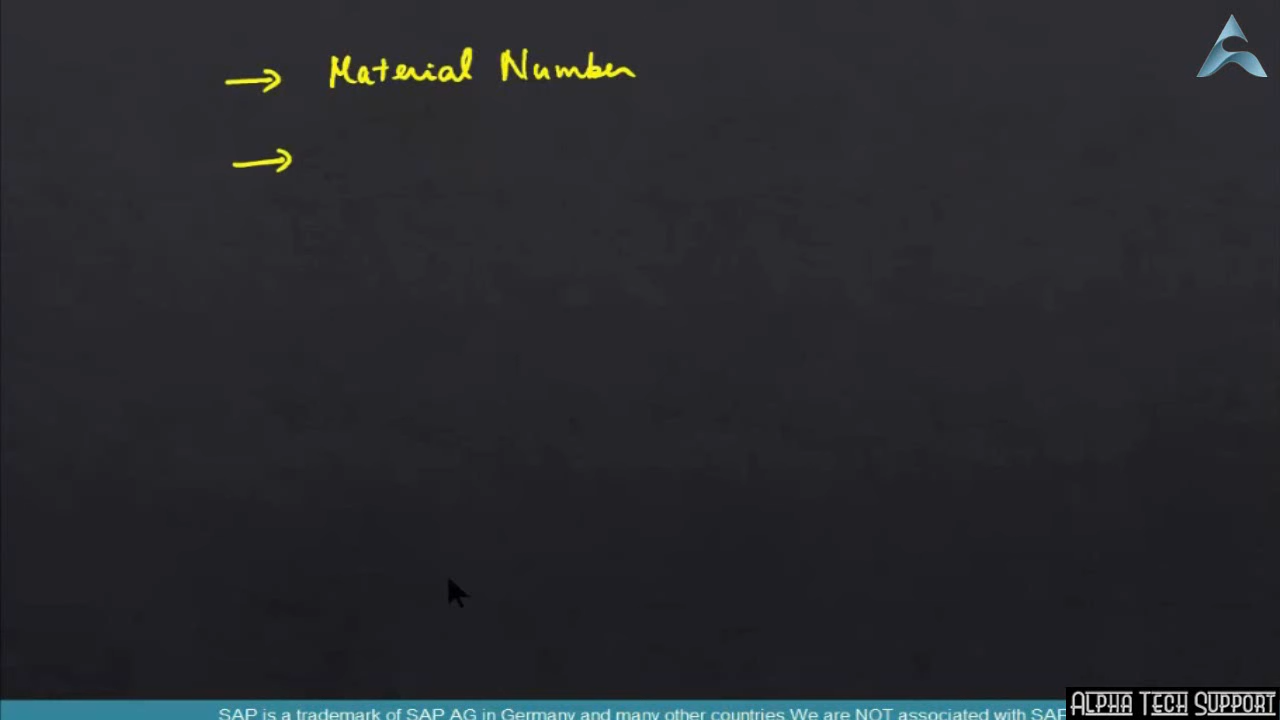 → Material Number
→
SAP is a trademark of SAP AG in Germany and many other countries We are NOT associated with SAP
ALPHA TECH SUPPORT